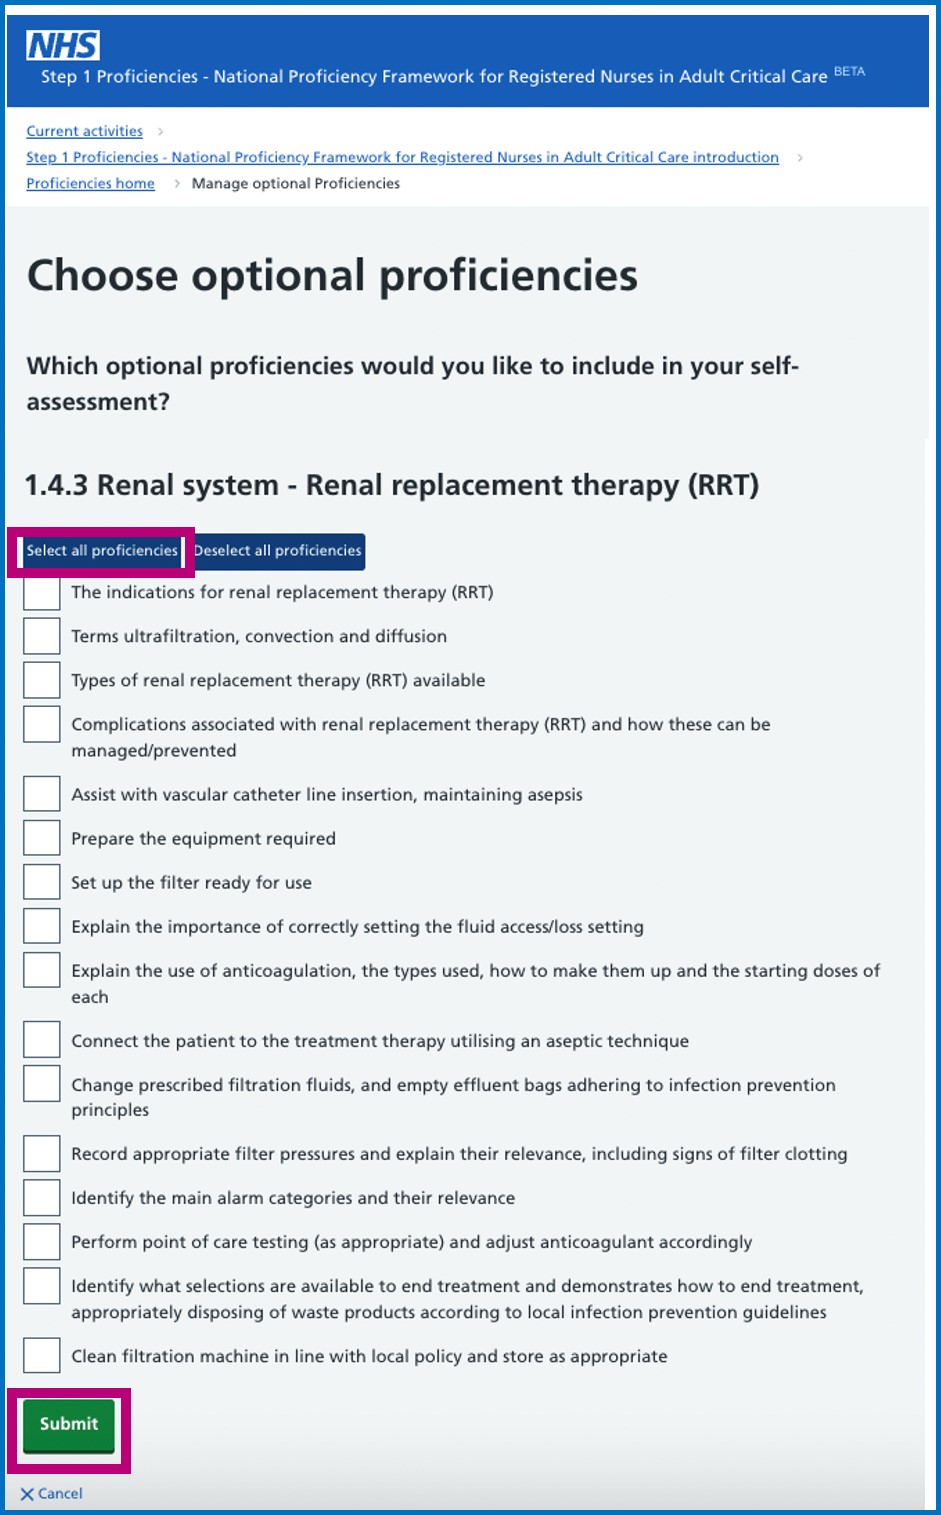 NHS
Step 1 Proficiencies - National Proficiency Framework for Registered Nurses in Adult Critical Care BETA
Current activities >
Step 1 Proficiencies - National Proficiency Framework for Registered Nurses in Adult Critical Care introduction >
Proficiencies home > Manage optional Proficiencies
Choose optional proficiencies
Which optional proficiencies would you like to include in your self-
assessment?
1.4.3 Renal system - Renal replacement therapy (RRT)
Select all proficiencies Deselect all proficiencies
The indications for renal replacement therapy (RRT)
Terms ultrafiltration, convection and diffusion
Types of renal replacement therapy (RRT) available
Complications associated with renal replacement therapy (RRT) and how these can be
managed/prevented
Assist with vascular catheter line insertion, maintaining asepsis
Prepare the equipment required
Set up the filter ready for use
Explain the importance of correctly setting the fluid access/loss setting
Explain the use of anticoagulation, the types used, how to make them up and the starting doses of
each
Connect the patient to the treatment therapy utilising an aseptic technique
Change prescribed filtration fluids, and empty effluent bags adhering to infection prevention
principles
Record appropriate filter pressures and explain their relevance, including signs of filter clotting
Identify the main alarm categories and their relevance
Perform point of care testing (as appropriate) and adjust anticoagulant accordingly
Identify what selections are available to end treatment and demonstrates how to end treatment,
appropriately disposing of waste products according to local infection prevention guidelines
Clean filtration machine in line with local policy and store as appropriate
Submit
Cancel